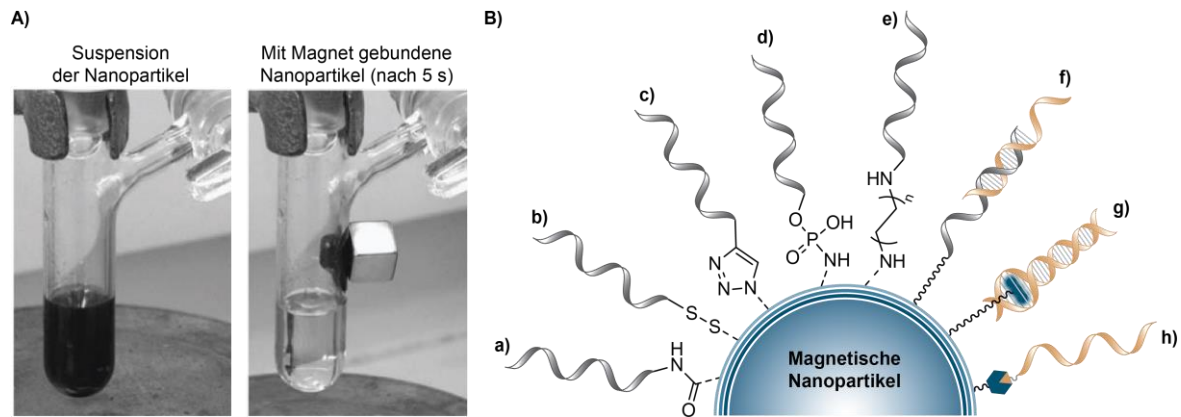 A)
Suspension
der Nanopartikel
Mit Magnet gebundene
Nanopartikel (nach 5 s)
B)
a)
b)
c)
d)
e)
f)
g)
h)
N
H
O
S
S
N
N
N
O
P
OH
O
NH
HN
n
NH
Magnetische
Nanopartikel